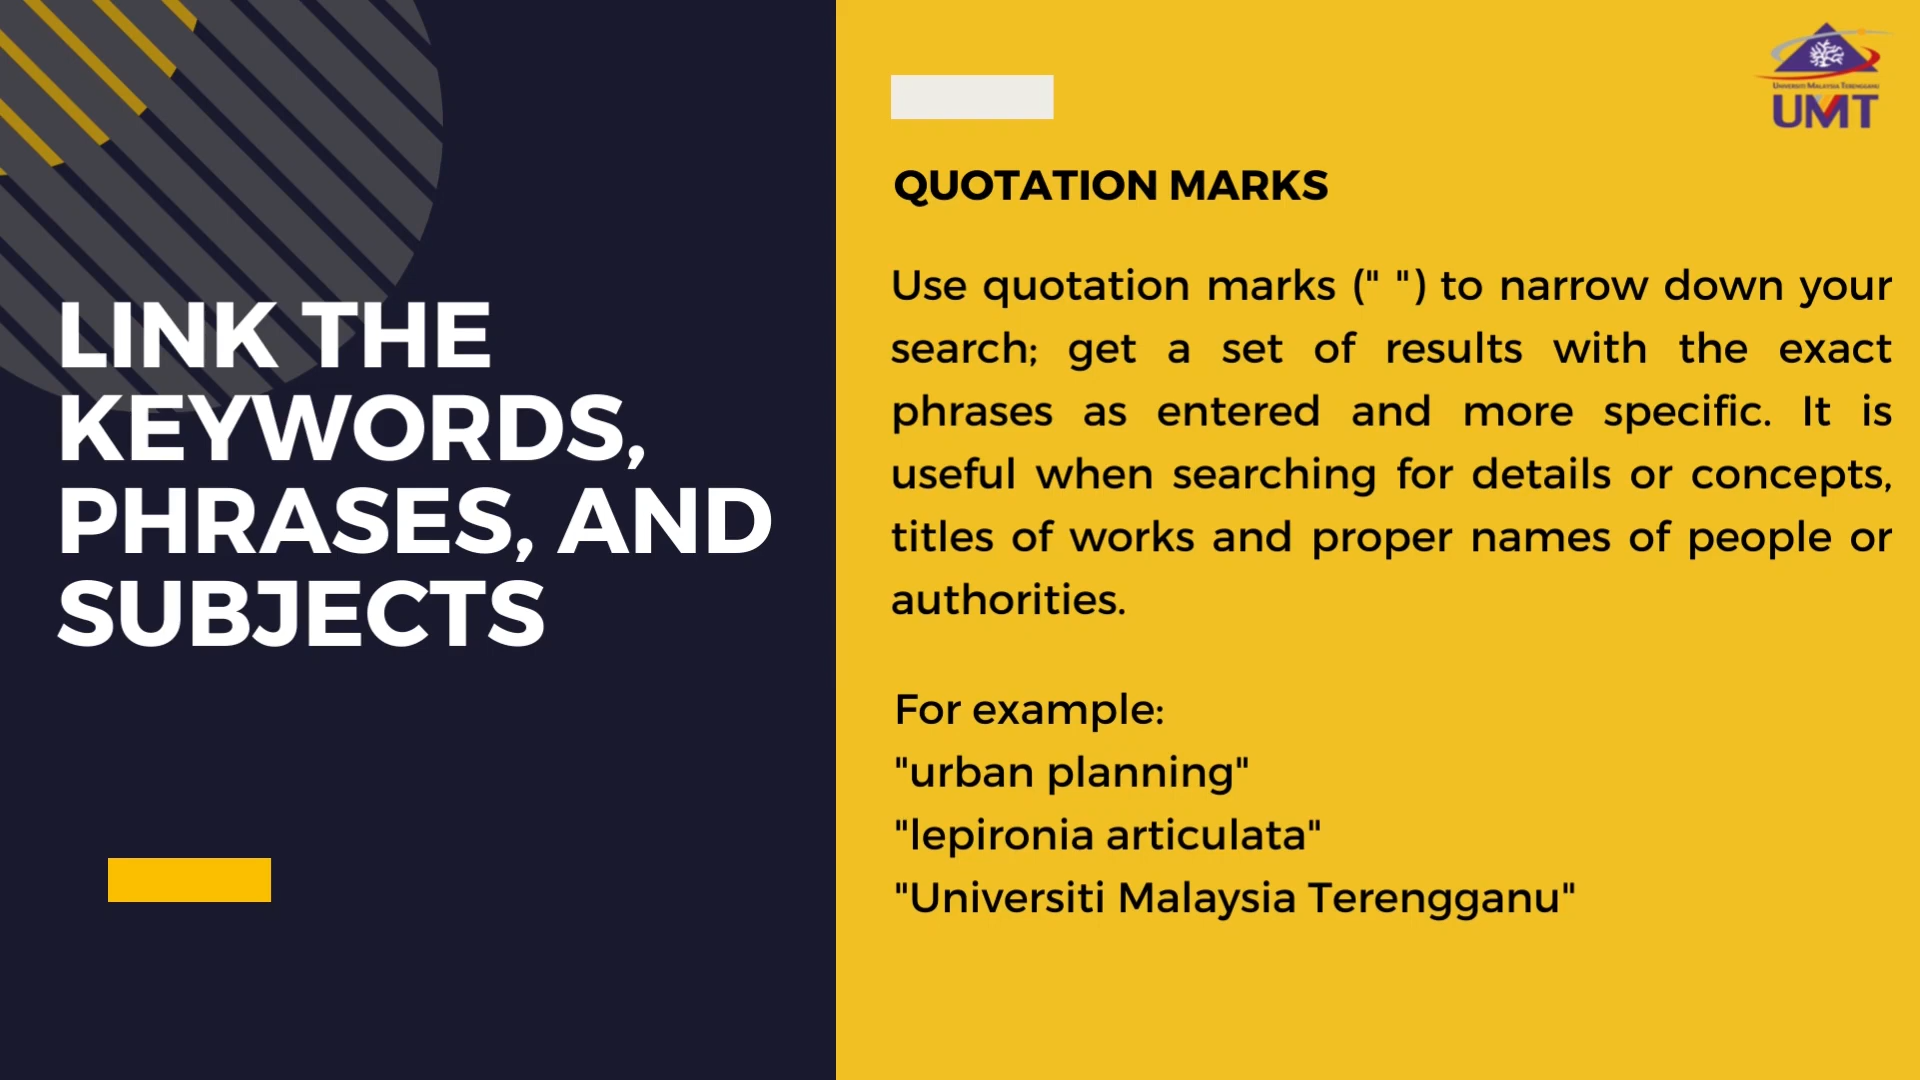 LINK THE
KEYWORDS,
PHRASES, AND
SUBJECTS
UNIVERSITI MALAYSIA TERENGGANU
UMT
QUOTATION MARKS
Use quotation marks (" ") to narrow down your
search; get a set of results with the exact
phrases as entered and more specific. It is
useful when searching for details or concepts,
titles of works and proper names of people or
authorities.
For example:
"urban planning"
"lepironia articulata"
"Universiti Malaysia Terengganu"